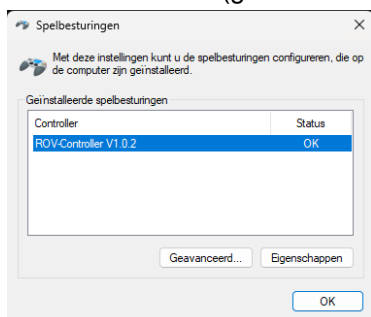 Spelbesturingen
Met deze instellingen kunt u de spelbesturingen configureren, die op
de computer zijn geïnstalleerd.
Geïnstalleerde spelbesturingen
Controller Status
ROV-Controller V1.0.2 OK
Geavanceerd... Eigenschappen
OK